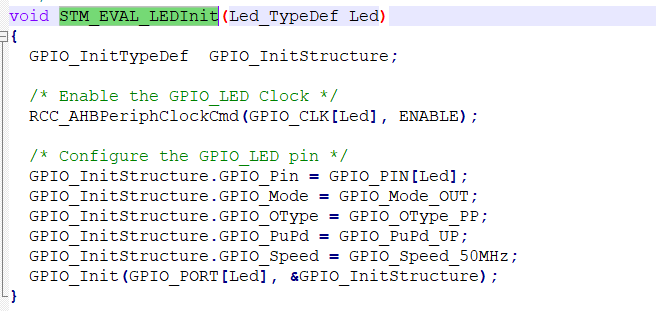 void STM_EVAL_LEDInit(Led_TypeDef Led)
{
GPIO_InitTypeDef  GPIO_InitStructure;
/* Enable the GPIO_LED Clock */
RCC_AHBPeriphClockCmd(GPIO_CLK[Led], ENABLE);
/* Configure the GPIO_LED pin */
GPIO_InitStructure.GPIO_Pin = GPIO_PIN[Led];
GPIO_InitStructure.GPIO_Mode = GPIO_Mode_OUT;
GPIO_InitStructure.GPIO_OType = GPIO_OType_PP;
GPIO_InitStructure.GPIO_PuPd = GPIO_PuPd_UP;
GPIO_InitStructure.GPIO_Speed = GPIO_Speed_50MHz;
GPIO_Init(GPIO_PORT[Led], &GPIO_InitStructure);
}